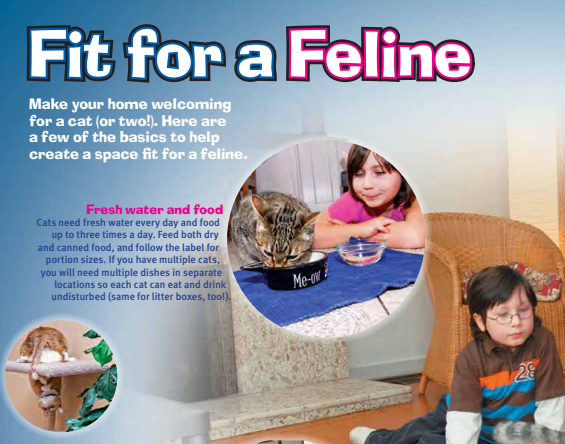 Fit for a Feline
Make your home welcoming
for a cat (or two!). Here are
a few of the basics to help
create a space fit for a feline.
Fresh water and food
Cats need fresh water every day and food
up to three times a day. Feed both dry
and canned food, and follow the label for
portion sizes. If you have multiple cats,
you will need multiple dishes in separate
locations so each cat can eat and drink
undisturbed (same for litter boxes, too!).
Me-ow!
28